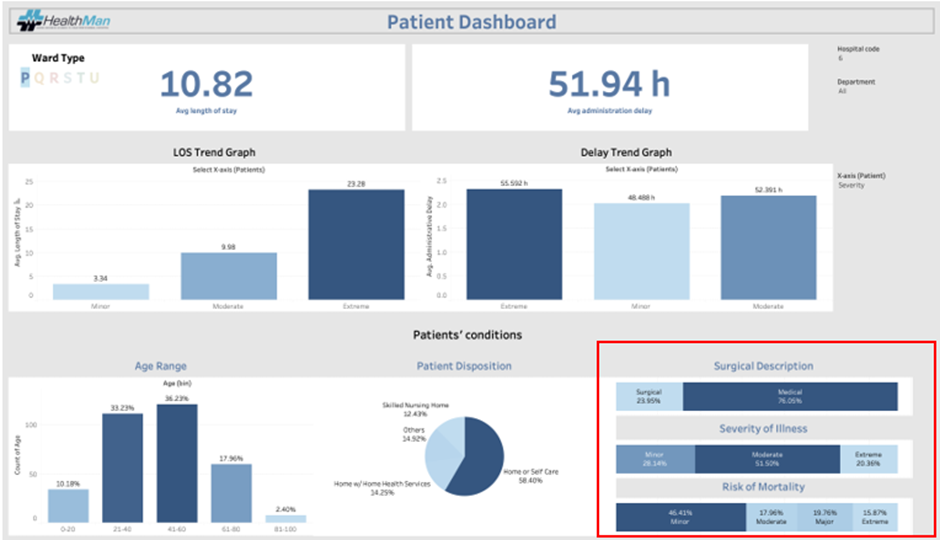 HealthMan
Patient Dashboard
Ward Type
P Q R S T U
10.82
Avg length of stay
51.94 h
Avg administration delay
Hospital code
6
Department
All
LOS Trend Graph
Select X-axis (Patients)
Avg. Length of Stay
25
20
15
10
5
0
3.34
9.98
23.28
Minor
Moderate
Extreme
Delay Trend Graph
Select X-axis (Patients)
Avg. Administrative Delay
2.5
2.0
1.5
1.0
0.5
0.0
55.592 h
48.488 h
52.391 h
Extreme
Minor
Moderate
X-axis (Patient)
Severity
Patients' conditions
Age Range
Age (bin)
Count of Age
100
50
0
10.18%
33.23%
36.23%
17.96%
2.40%
0-20
21-40
41-60
61-80
81-100
Patient Disposition
Skilled Nursing Home
12.43%
Others
14.92%
Home w/ Home Health Services
14.25%
Home or Self Care
58.40%
Surgical Description
Surgical
23.95%
Medical
76.05%
Severity of Illness
Minor
28.14%
Moderate
51.50%
Extreme
20.36%
Risk of Mortality
46.41%
Minor
17.96%
Moderate
19.76%
Major
15.87%
Extreme